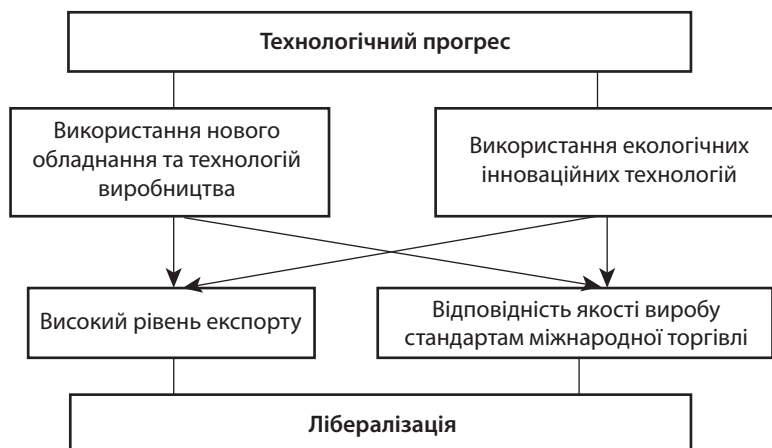 Технологічний прогрес
Використання нового
обладнання та технологій
виробництва
Використання екологічних
інноваційних технологій
Високий рівень експорту
Відповідність якості виробу
стандартам міжнародної торгівлі
Лібералізація